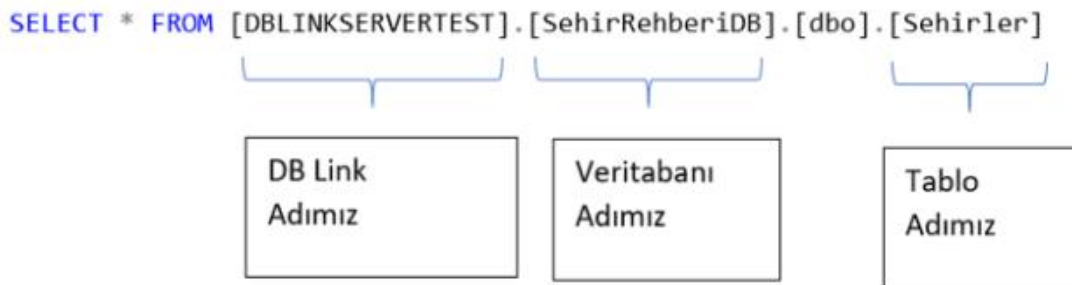 SELECT * FROM [DBLINKSERVERTEST].[SehirRehberiDB].[dbo].[Sehirler]
DB Link
Adımız
Veritabanı
Adımız
Tablo
Adımız